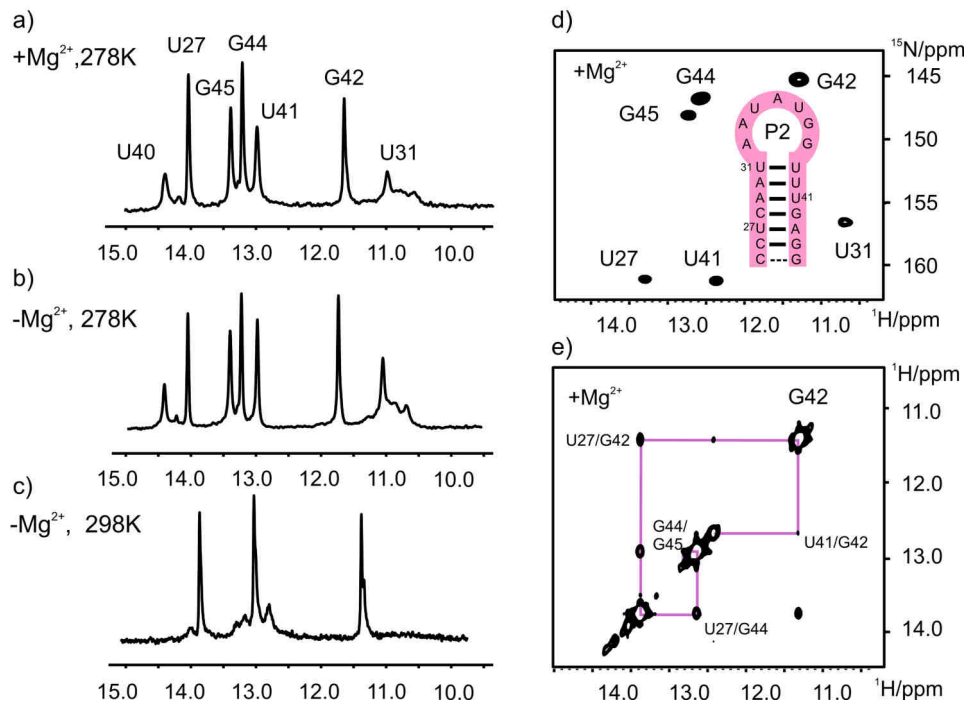 a)
+Mg²⁺,278K
U40
U27
G45
G44
U41
G42
U31
15.0 14.0 13.0 12.0 11.0 10.0
b)
-Mg²⁺, 278K
15.0 14.0 13.0 12.0 11.0 10.0
c)
-Mg²⁺, 298K
15.0 14.0 13.0 12.0 11.0 10.0
d)
¹⁵N/ppm
+Mg²⁺
G44
G42
G45
145
150
155
160
P2
A A U A U G G
31 U U
A U
A U 41
C G
27 U A
C G
C G
U31
U27
U41
14.0 13.0 12.0 11.0
¹H/ppm
e)
¹H/ppm
+Mg²⁺
G42
11.0
U27/G42
12.0
G44/
G45
U41/G42
13.0
U27/G44
14.0
14.0 13.0 12.0 11.0
¹H/ppm